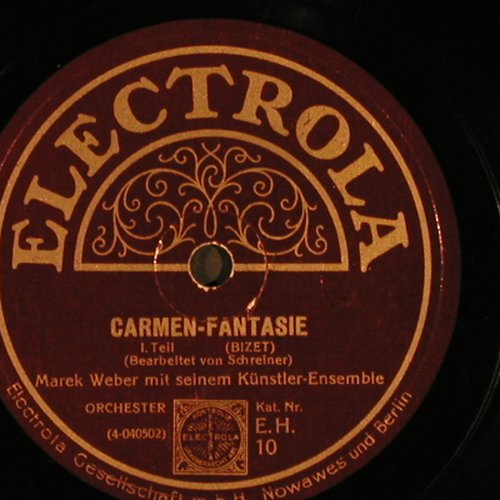 ELECTROLA
CARMEN-FANTASIE
I. Teil (BIZET)
(Bearbeitet von Schreiner)
Marek Weber mit seinem Künstler-Ensemble
ORCHESTER
(4-040502)
ELECTROLA
Kat. Nr.
E.H.
10
Electrola Gesellschaft m.b.H. Nowawes und Berlin